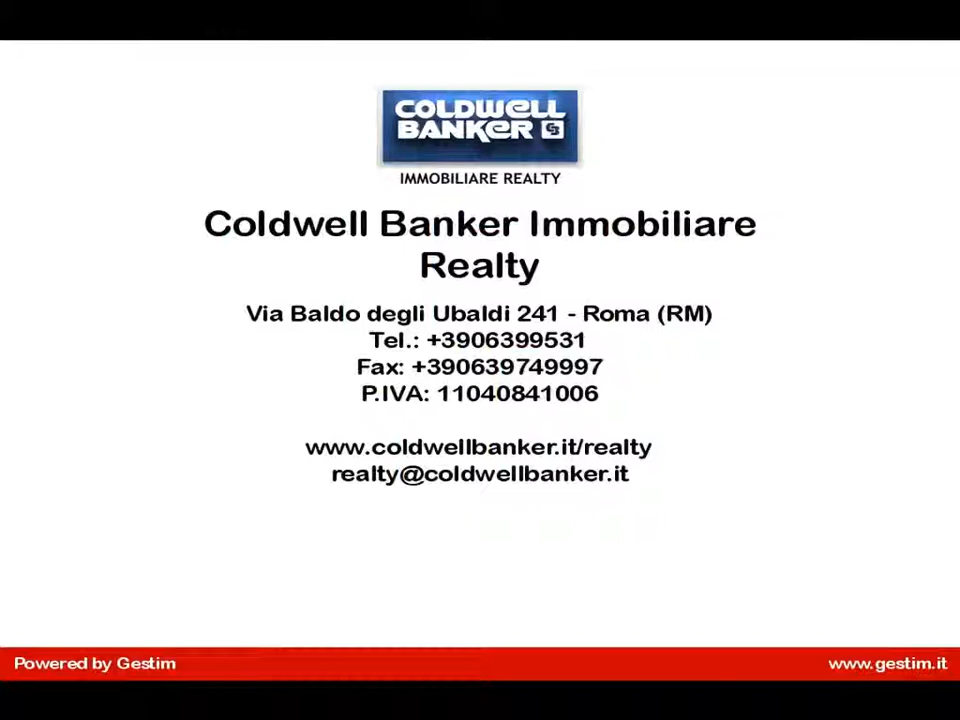 COLDWELL
BANKER CB
IMMOBILIARE REALTY
Coldwell Banker Immobiliare
Realty
Via Baldo degli Ubaldi 241 - Roma (RM)
Tel.: +3906399531
Fax: +390639749997
P.IVA: 11040841006
www.coldwellbanker.it/realty
realty@coldwellbanker.it
Powered by Gestim
www.gestim.it